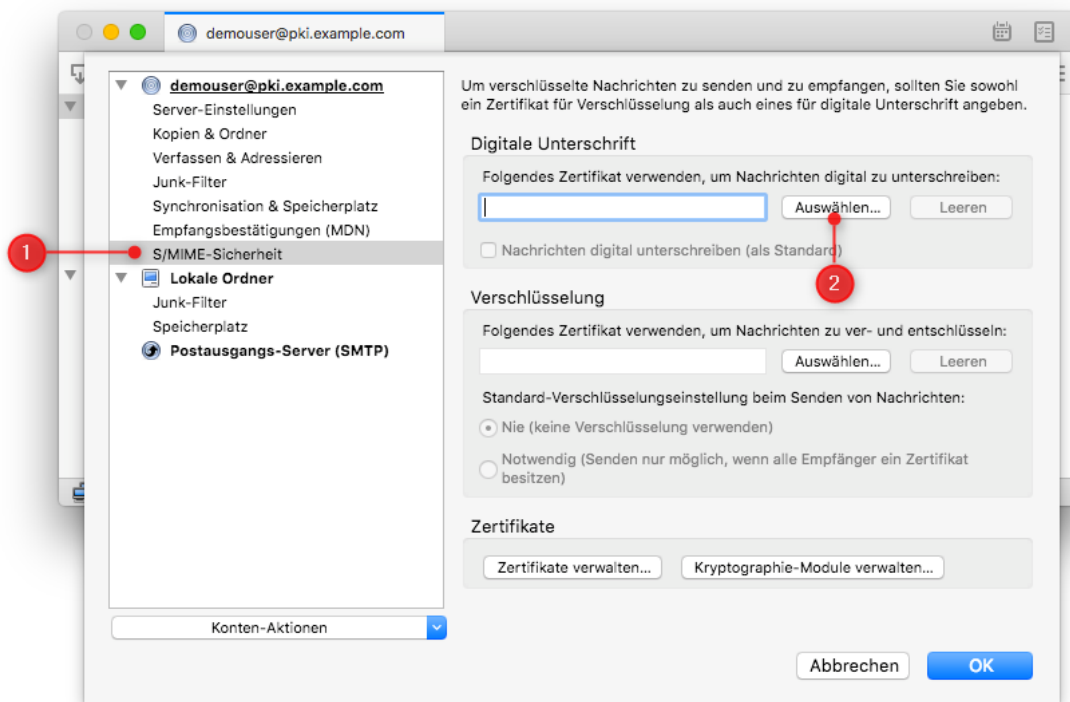 demouser@pki.example.com
demouser@pki.example.com
Server-Einstellungen
Kopien & Ordner
Verfassen & Adressieren
Junk-Filter
Synchronisation & Speicherplatz
Empfangsbestätigungen (MDN)
S/MIME-Sicherheit
1
Lokale Ordner
Junk-Filter
Speicherplatz
Postausgangs-Server (SMTP)
Konten-Aktionen
Um verschlüsselte Nachrichten zu senden und zu empfangen, sollten Sie sowohl
ein Zertifikat für Verschlüsselung als auch eines für digitale Unterschrift angeben.
Digitale Unterschrift
Folgendes Zertifikat verwenden, um Nachrichten digital zu unterschreiben:
Auswählen... Leeren
Nachrichten digital unterschreiben (als Standard)
2
Verschlüsselung
Folgendes Zertifikat verwenden, um Nachrichten zu ver- und entschlüsseln:
Auswählen... Leeren
Standard-Verschlüsselungseinstellung beim Senden von Nachrichten:
Nie (keine Verschlüsselung verwenden)
Notwendig (Senden nur möglich, wenn alle Empfänger ein Zertifikat
besitzen)
Zertifikate
Zertifikate verwalten... Kryptographie-Module verwalten...
Abbrechen OK